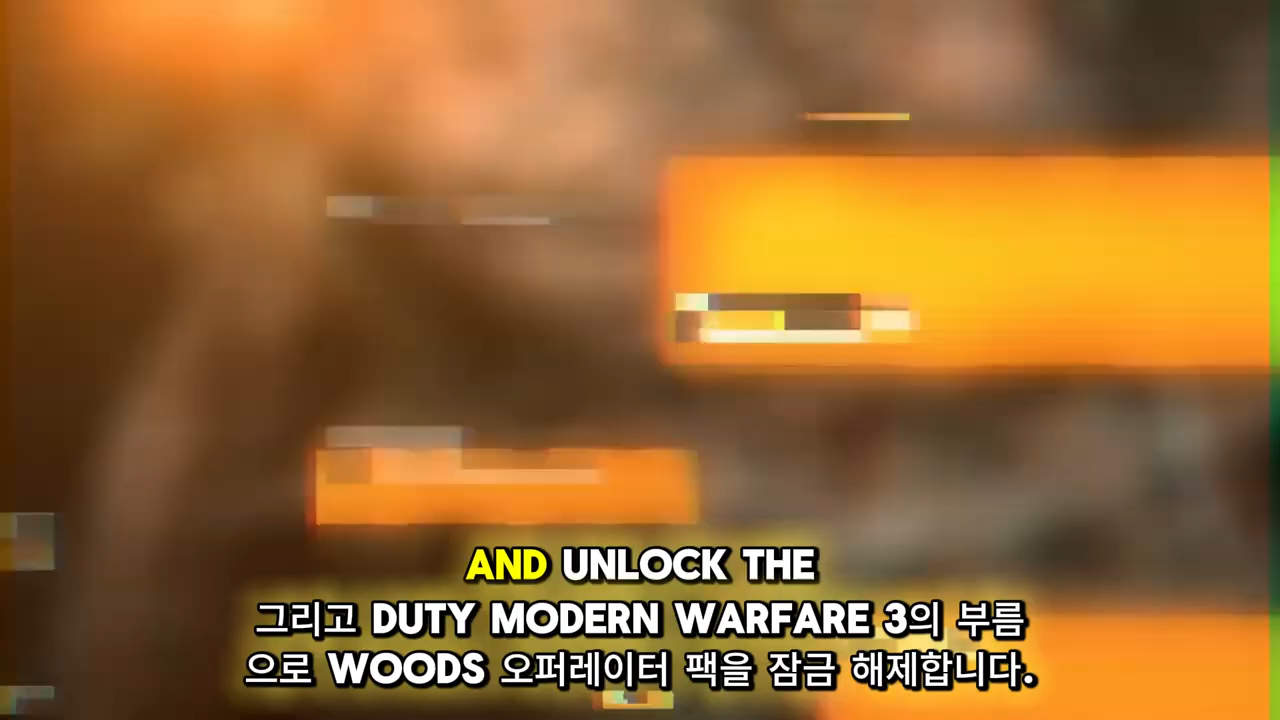 AND UNLOCK THE
그리고 DUTY MODERN WARFARE 3의 부름
으로 WOODS 오퍼레이터 팩을 잠금 해제합니다.